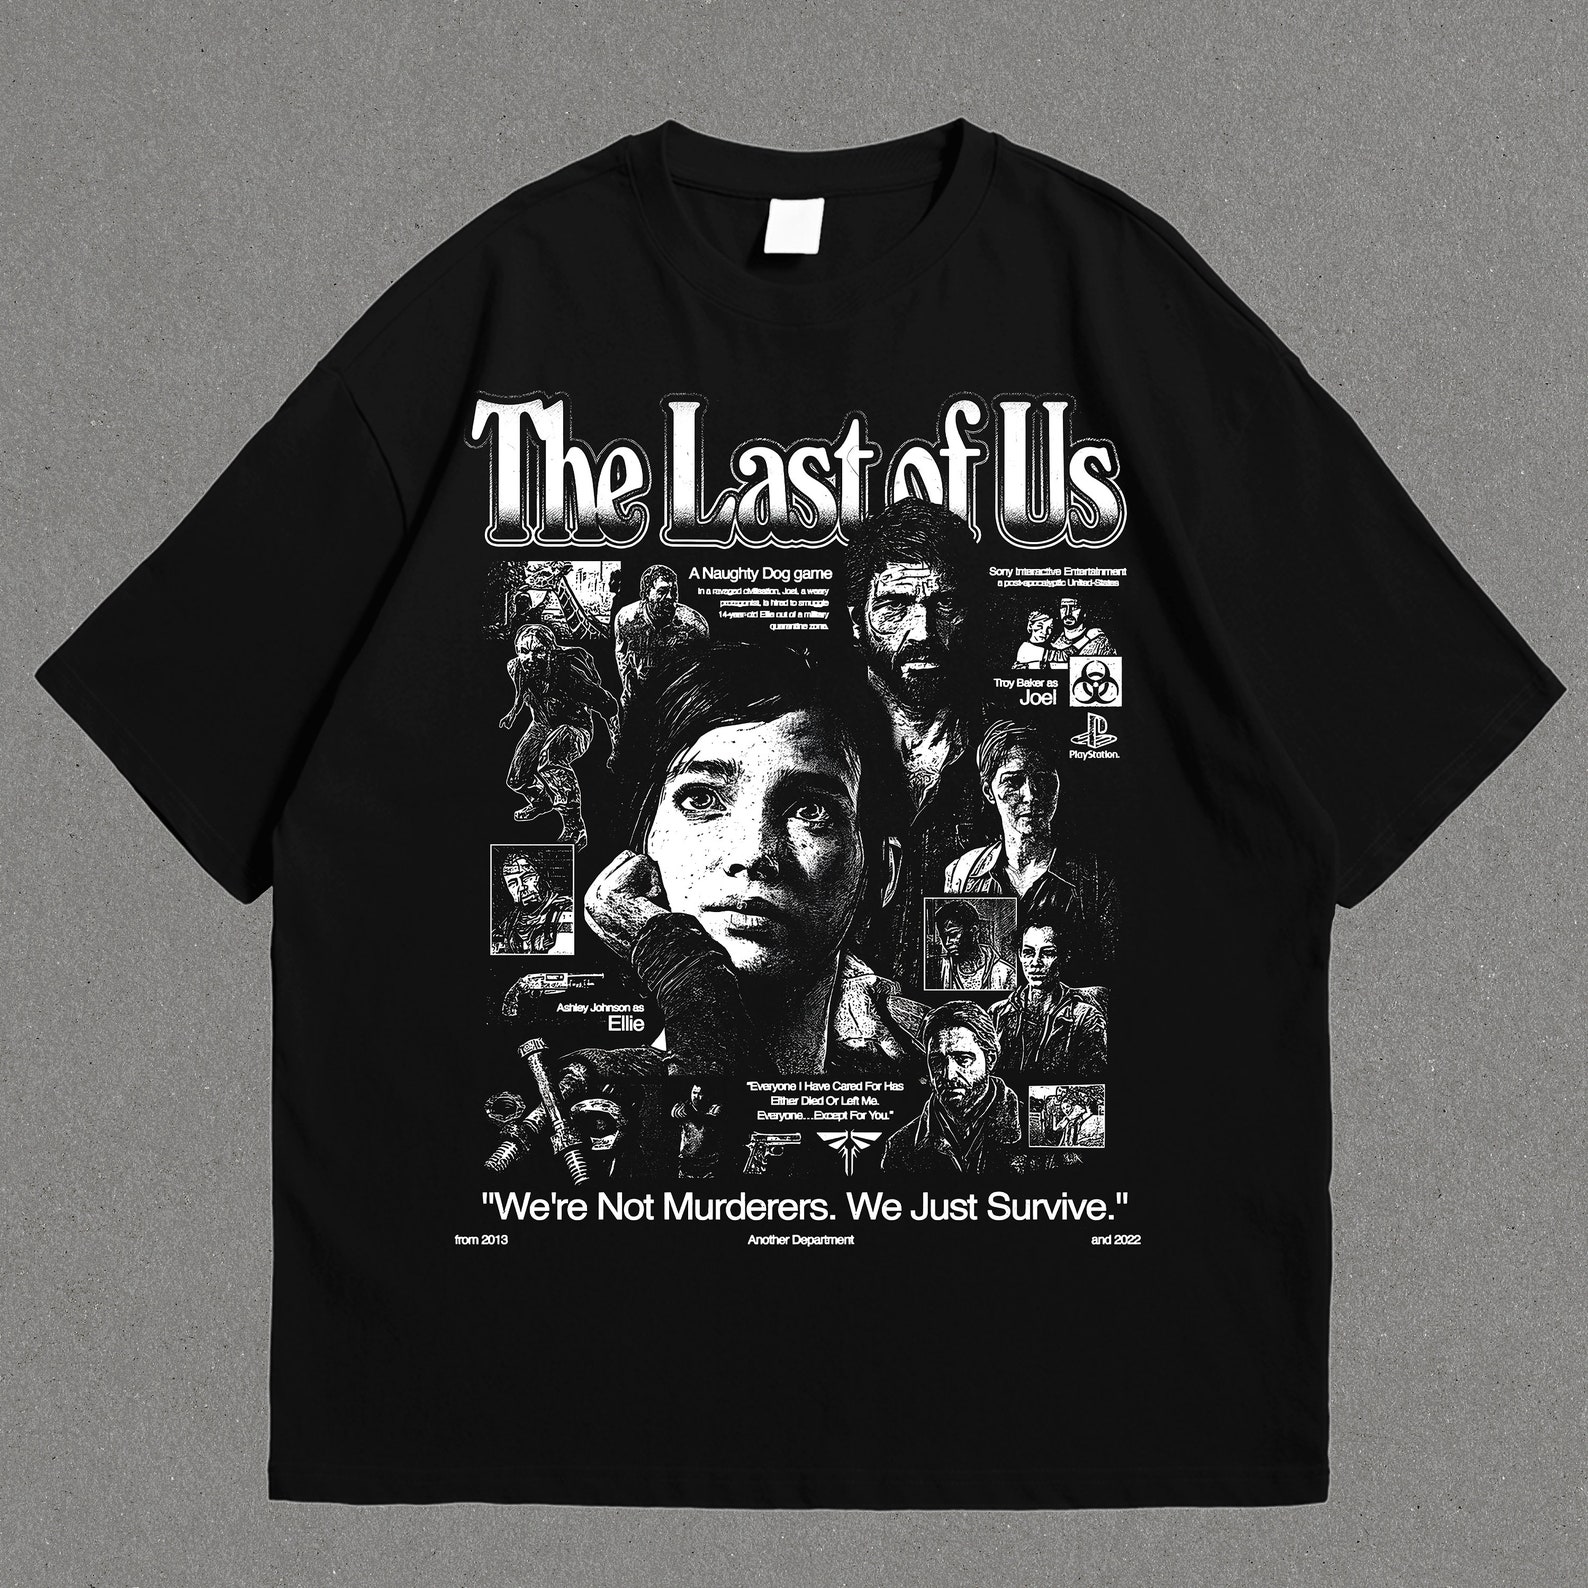 The Last of Us
A Naughty Dog game
In a ravaged civilisation, Joel, a weary
protagonist, is hired to smuggle
14-year-old Ellie out of a military
quarantine zone.
Sony Interactive Entertainment
a post-apocalyptic United-States
Troy Baker as
Joel
PlayStation.
Ashley Johnson as
Ellie
"Everyone I Have Cared For Has
Either Died Or Left Me.
Everyone...Except For You."
"We're Not Murderers. We Just Survive."
from 2013
Another Department
and 2022